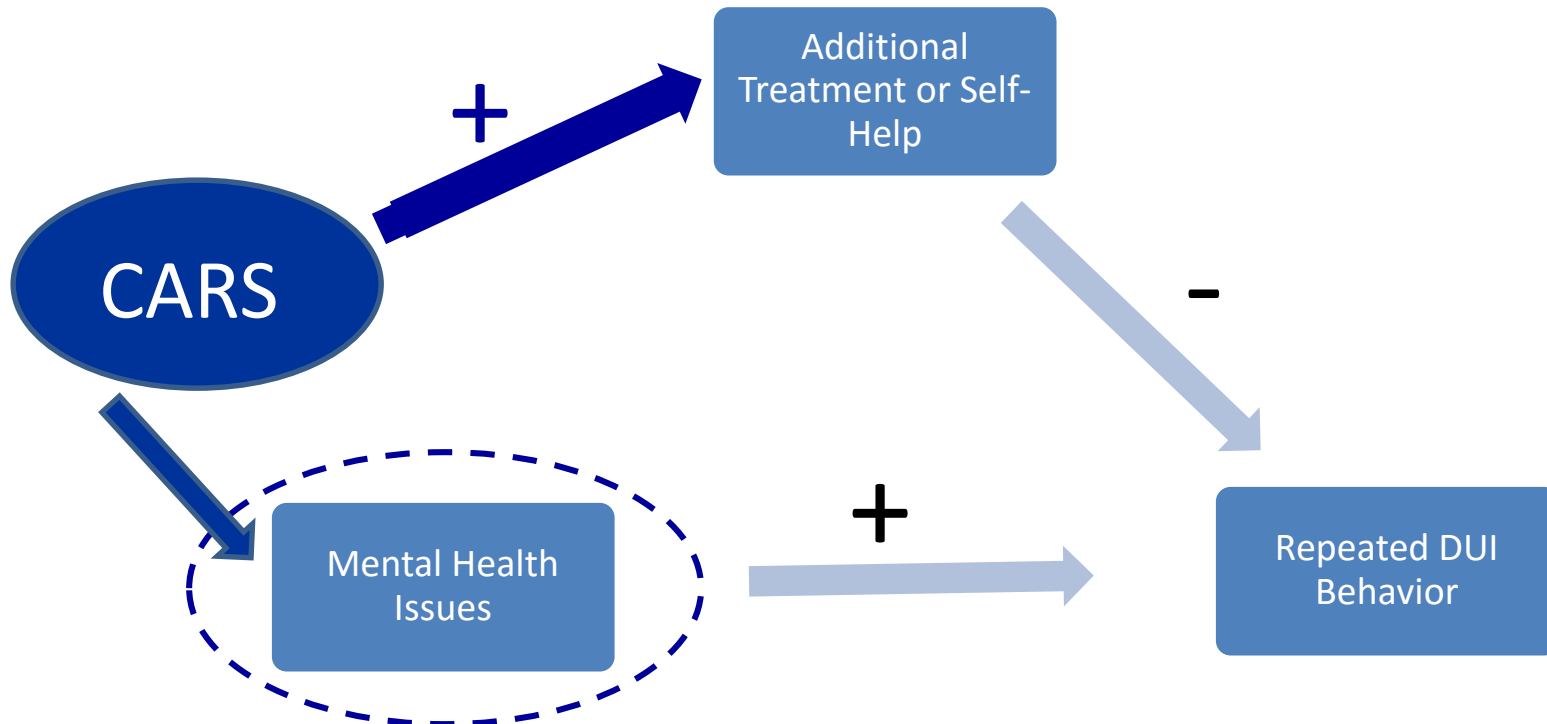 Additional
Treatment or Self-
Help
+
CARS
-
+
Mental Health
Issues
Repeated DUI
Behavior